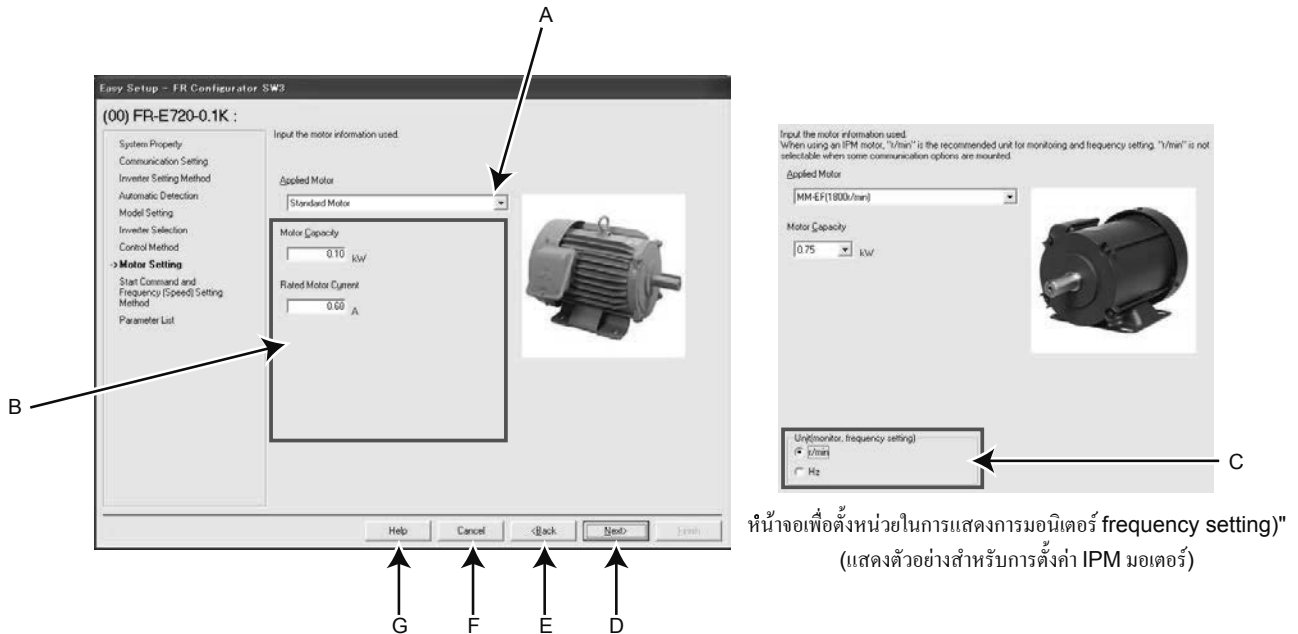 A
Easy Setup - FR Configurator SW3
(00) FR-E720-0.1K :
System Property
Communication Setting
Inverter Setting Method
Automatic Detection
Model Setting
Inverter Selection
Control Method
->Motor Setting
Start Command and
Frequency (Speed) Setting
Method
Parameter List
Input the motor information used.
Applied Motor
Standard Motor
Motor Capacity
0.10 kW
Rated Motor Current
0.60 A
B
Help Cancel <Back Next> Finish
G F E D
Input the motor information used.
When using an IPM motor, "r/min" is the recommended unit for monitoring and frequency setting. "r/min" is not
selectable when some communication options are mounted.
Applied Motor
MM-EF(1800r/min)
Motor Capacity
0.75 kW
Unit(monitor, frequency setting)
r/min
Hz
C
หน้าจอเพื่อตั้งหน่วยในการแสดงการมอนิเตอร์ frequency setting)"
(แสดงตัวอย่างสำหรับการตั้งค่า IPM มอเตอร์)